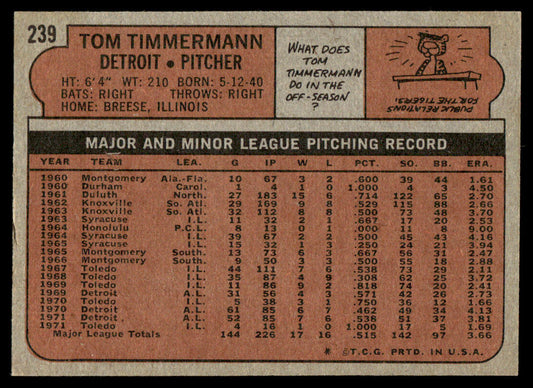 239
TOM TIMMERMANN
DETROIT • PITCHER
HT: 6'4" WT: 210 BORN: 5-12-40
BATS: RIGHT THROWS: RIGHT
HOME: BREESE, ILLINOIS
WHAT DOES
TOM
TIMMERMANN
DO IN THE
OFF-SEASON
?
PUBLIC RELATIONS
FOR THE TIGERS.
MAJOR AND MINOR LEAGUE PITCHING RECORD
YEAR TEAM LEA. G IP W L PCT. SO. BB. ERA.
1960 Montgomery Ala.-Fla. 10 67 3 2 .600 39 44 1.61
1960 Durham Carol. 1 4 1 0 1.000 4 3 4.50
1961 Duluth North. 27 183 15 6 .714 122 65 2.70
1962 Knoxville So. Atl. 29 169 9 8 .529 115 55 2.66
1963 Knoxville So. Atl. 32 112 8 8 .500 73 48 3.70
1963 Syracuse I.L. 11 32 2 1 .667 17 20 2.53
1964 Honolulu P.C.L. 8 13 0 1 .000 11 8 9.00
1964 Syracuse I.L. 39 67 2 2 .500 45 43 4.16
1965 Syracuse I.L. 15 32 1 3 .250 24 21 3.94
1965 Montgomery South. 13 73 6 3 .667 56 31 2.47
1966 Montgomery South. 9 50 3 3 .500 55 18 2.88
1967 Toledo I.L. 44 111 7 6 .538 73 29 2.11
1968 Toledo I.L. 35 87 4 9 .308 74 24 2.90
1969 Toledo I.L. 11 86 9 2 .818 74 20 2.41
1969 Detroit A.L. 31 56 4 3 .571 42 26 2.73
1970 Toledo I.L. 5 38 3 1 .750 36 12 1.66
1970 Detroit A.L. 61 85 6 7 .462 49 34 4.13
1971 Detroit A.L. 52 85 7 6 .538 51 37 3.81
1971 Toledo I.L. 4 16 1 0 1.000 9 7 1.69
Major League Totals 144 226 17 16 .515 142 97 3.66
* © T.C.G. PRTD. IN U.S.A.